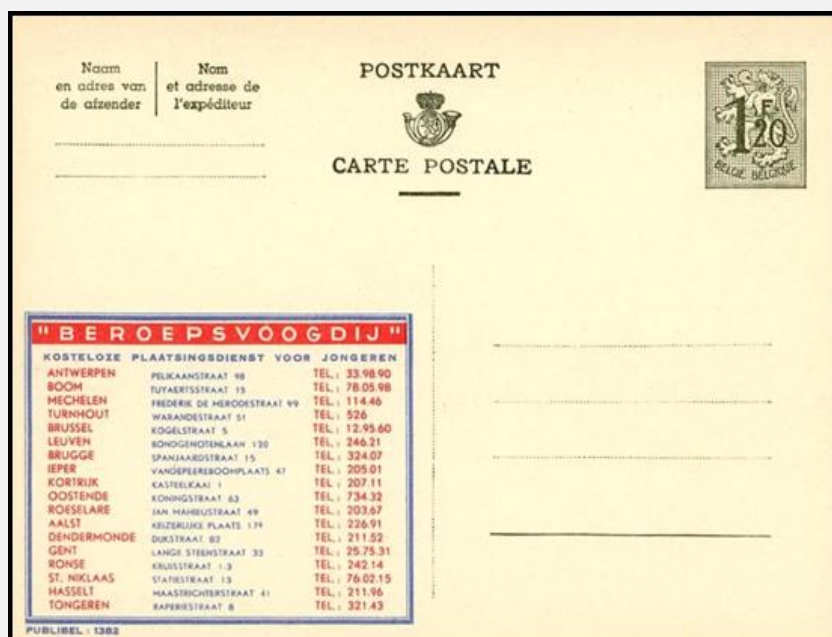 Naam
en adres van
de afzender
Nom
et adresse de
l'expéditeur
POSTKAART
CARTE POSTALE
1F20
BELGIË BELGIQUE
"BEROEPSVOOGDIJ"
KOSTELOZE PLAATSINGSDIENST VOOR JONGEREN
ANTWERPEN PELIKAANSTRAAT 98 TEL.: 33.98.90
BOOM TUYAERTSSTRAAT 15 TEL.: 78.05.98
MECHELEN FREDERIK DE MERODESTRAAT 99 TEL.: 114.46
TURNHOUT WARANDESTRAAT 51 TEL.: 526
BRUSSEL KOGELSTRAAT 5 TEL.: 12.95.60
LEUVEN BONDGENOTENLAAN 120 TEL.: 246.21
BRUGGE SPANJAARDSTRAAT 15 TEL.: 324.07
IEPER VANDEPEEREBOOMPLAATS 47 TEL.: 205.01
KORTRIJK KASTEELKAAI 1 TEL.: 207.11
OOSTENDE KONINGSTRAAT 63 TEL.: 734.32
ROESELARE JAN MAHIEUSTRAAT 49 TEL.: 203.67
AALST KEIZERLIJKE PLAATS TEL.: 226.91
DENDERMONDE DIJKSTRAAT 82 TEL.: 211.52
GENT LANGE STEENSTRAAT 33 TEL.: 25.75.31
RONSE KRUISSTRAAT 1.3 TEL.: 242.14
ST. NIKLAAS STATIESTRAAT 13 TEL.: 76.02.15
HASSELT MAASTRICHTERSTRAAT 41 TEL.: 211.96
TONGEREN 8 TEL.: 321.43
PUBLIBEL : 1382